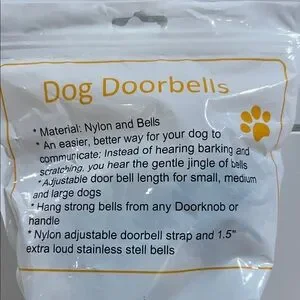 Dog Doorbells
* Material: Nylon and Bells
* An easier, better way for your dog to
communicate; Instead of hearing barking and
scratching, you hear the gentle jingle of bells
*Adjustable door bell length for small, medium
and large dogs
* Hang strong bells from any Doorknob or
handle
* Nylon adjustable doorbell strap and 1.5"
extra loud stainless stell bells